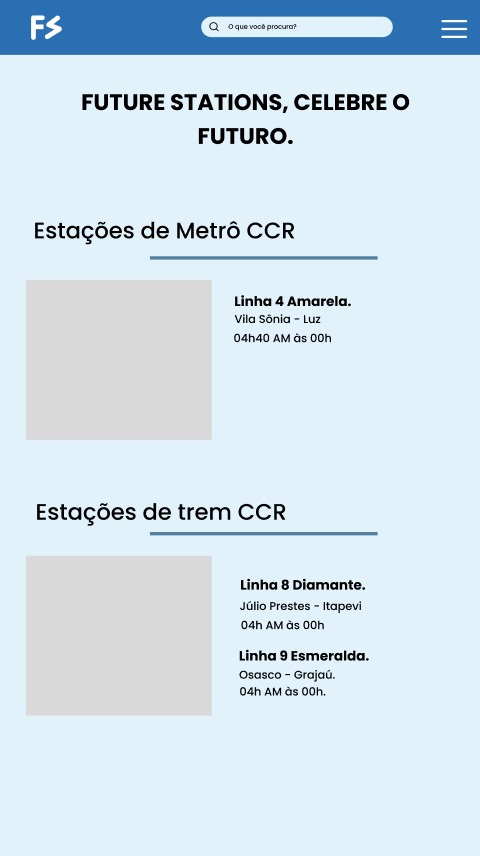 FS
O que você procura?
FUTURE STATIONS, CELEBRE O
FUTURO.
Estações de Metrô CCR
Linha 4 Amarela.
Vila Sônia - Luz
04h40 AM às 00h
Estações de trem CCR
Linha 8 Diamante.
Júlio Prestes - Itapevi
04h AM às 00h
Linha 9 Esmeralda.
Osasco - Grajaú.
04h AM às 00h.